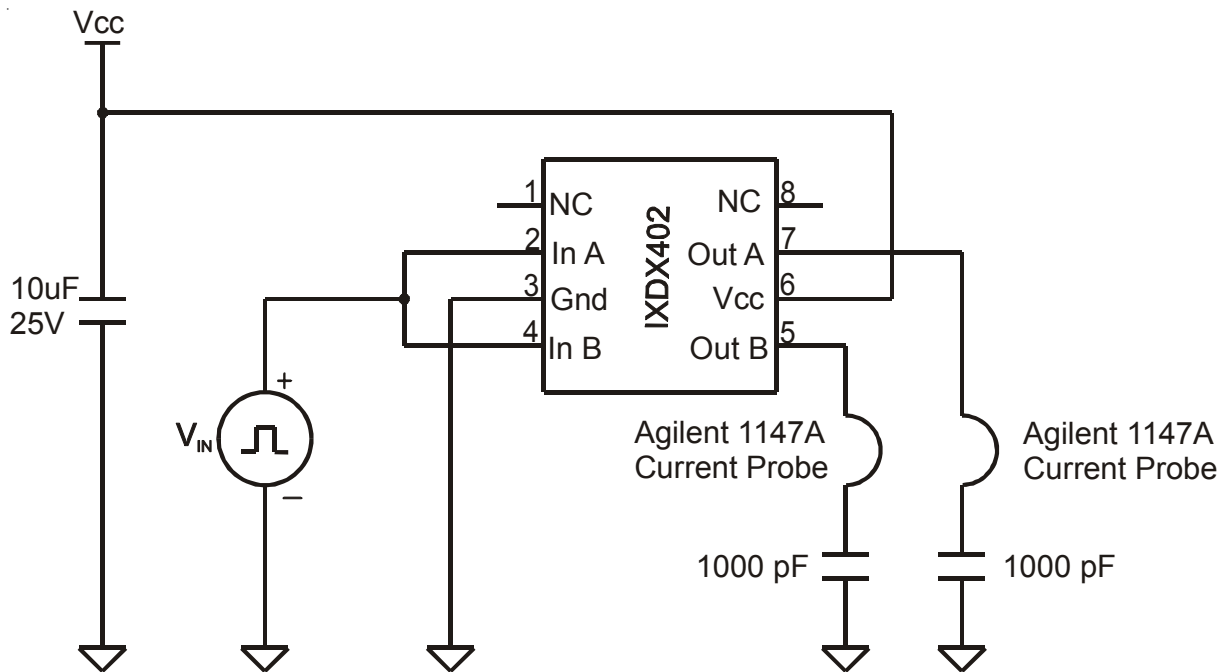 Vcc
10uF
25V
V_IN
+
–
1
NC
2
In A
3
Gnd
4
In B
IXDX402
NC
8
Out A
7
Vcc
6
Out B
5
Agilent 1147A
Current Probe
Agilent 1147A
Current Probe
1000 pF
1000 pF